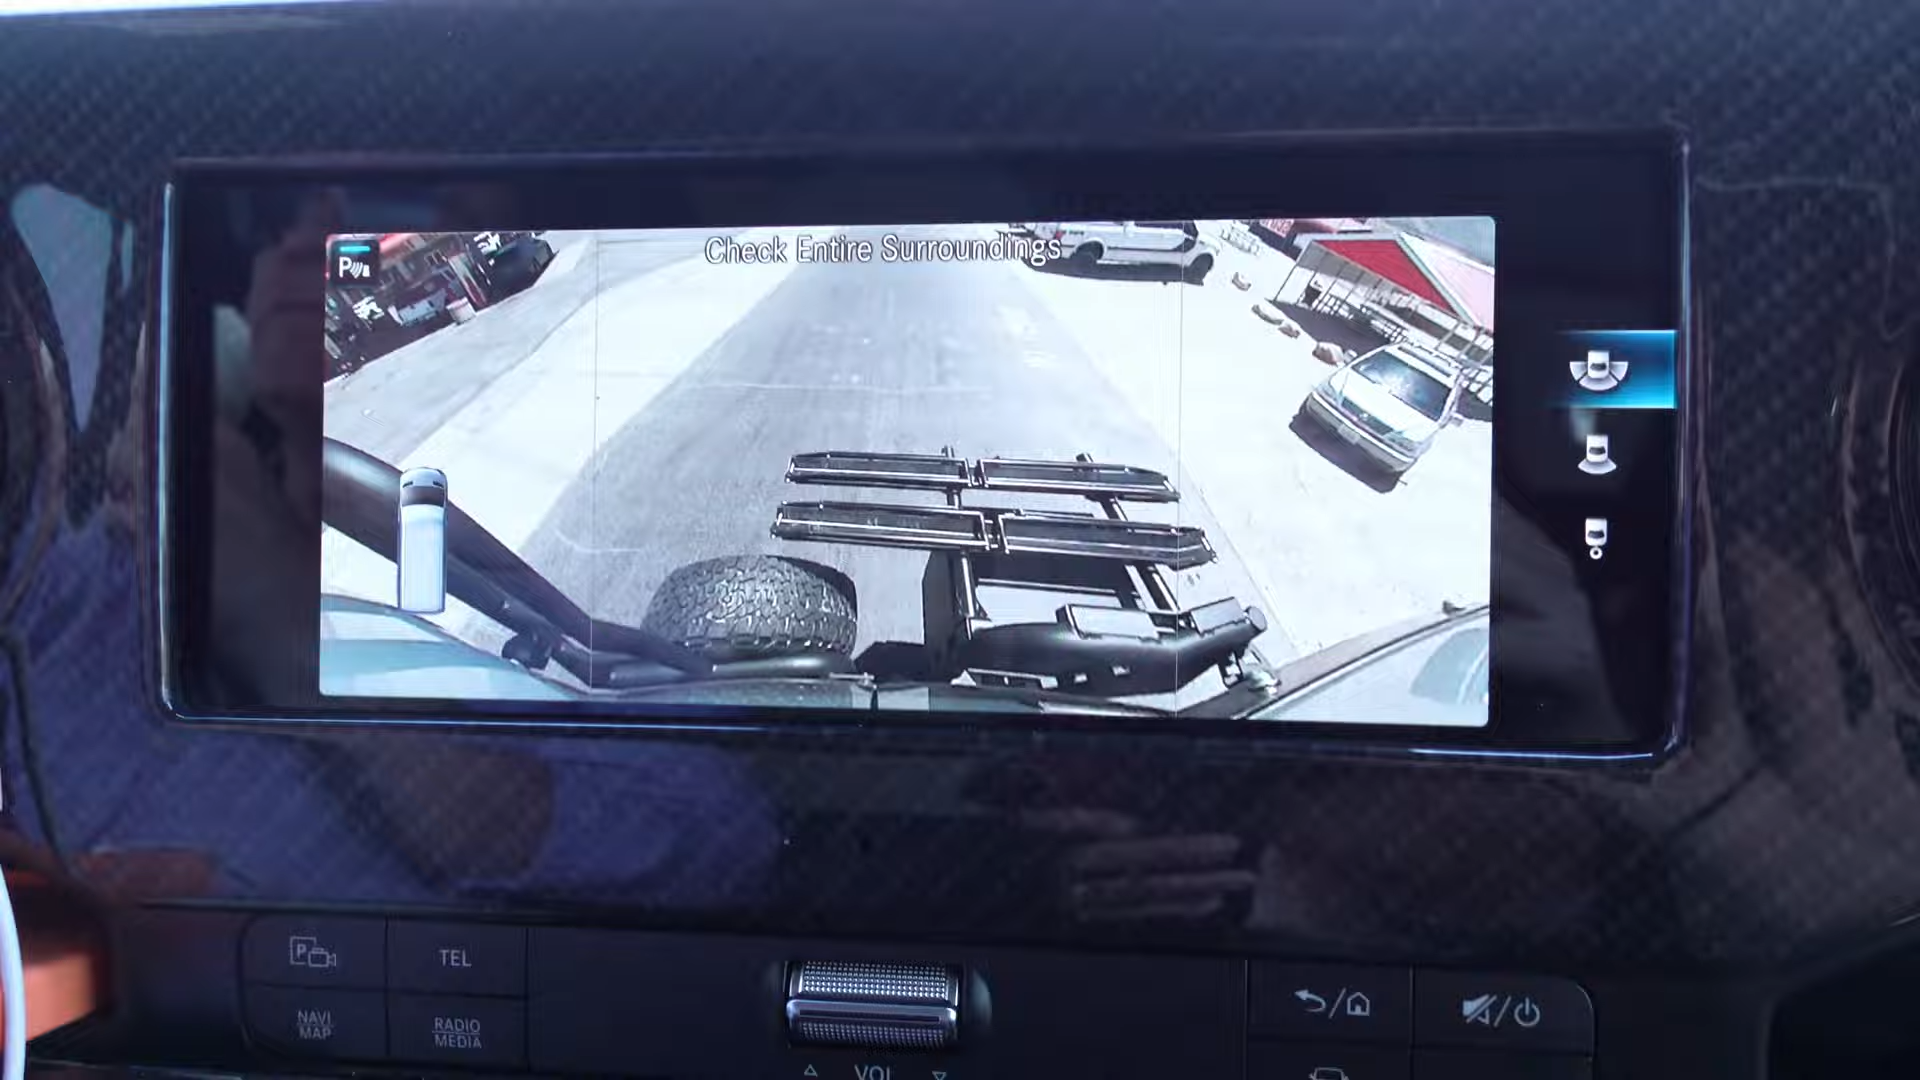 Check Entire Surroundings
P
P
TEL
NAVI
MAP
RADIO
MEDIA
VOL